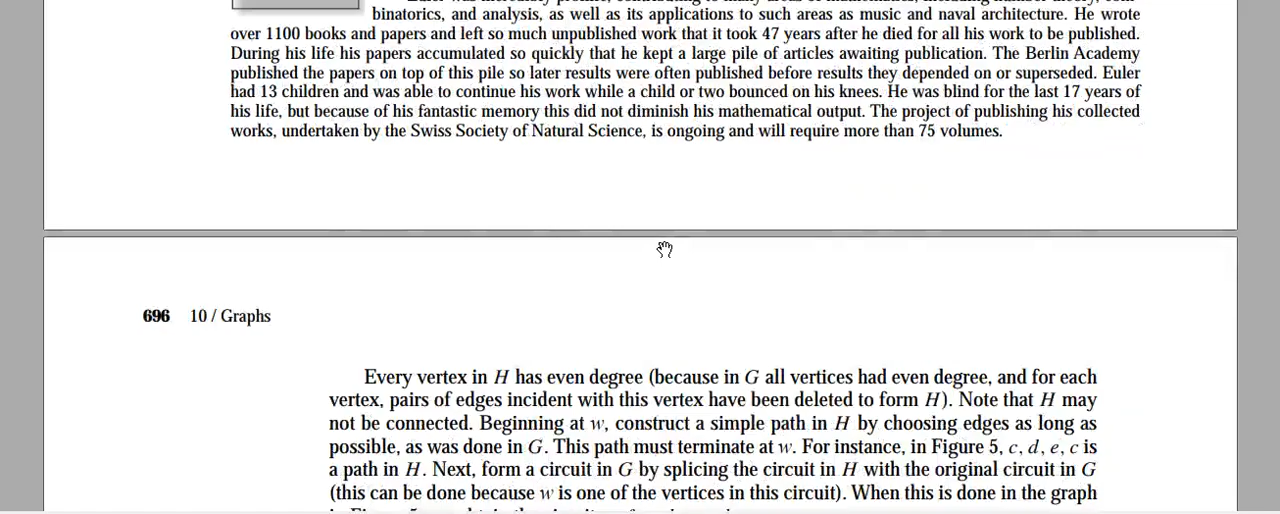 binatorics, and analysis, as well as its applications to such areas as music and naval architecture. He wrote
over 1100 books and papers and left so much unpublished work that it took 47 years after he died for all his work to be published.
During his life his papers accumulated so quickly that he kept a large pile of articles awaiting publication. The Berlin Academy
published the papers on top of this pile so later results were often published before results they depended on or superseded. Euler
had 13 children and was able to continue his work while a child or two bounced on his knees. He was blind for the last 17 years of
his life, but because of his fantastic memory this did not diminish his mathematical output. The project of publishing his collected
works, undertaken by the Swiss Society of Natural Science, is ongoing and will require more than 75 volumes.
696 10 / Graphs
Every vertex in H has even degree (because in G all vertices had even degree, and for each
vertex, pairs of edges incident with this vertex have been deleted to form H). Note that H may
not be connected. Beginning at w, construct a simple path in H by choosing edges as long as
possible, as was done in G. This path must terminate at w. For instance, in Figure 5, c, d, e, c is
a path in H. Next, form a circuit in G by splicing the circuit in H with the original circuit in G
(this can be done because w is one of the vertices in this circuit). When this is done in the graph